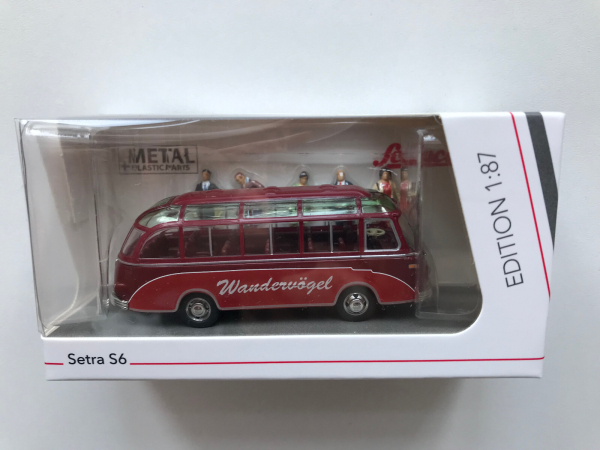 METAL
+ PLASTIC PARTS
EDITION 1:87
Wandervögel
Setra S6